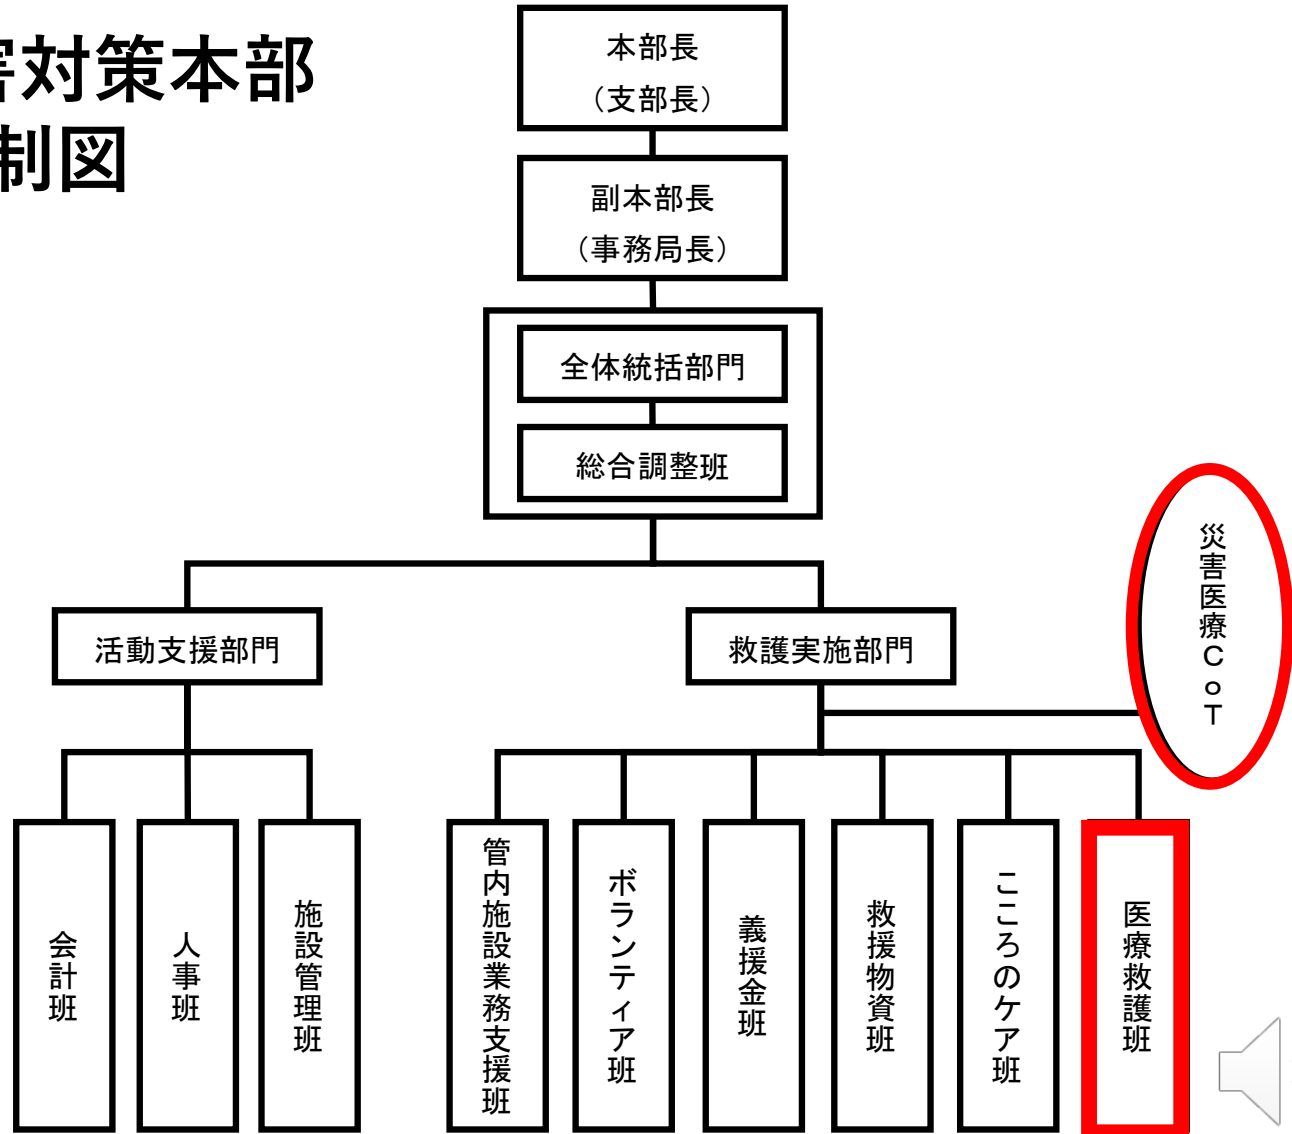 害対策本部
制図
本部長
（支部長）
副本部長
（事務局長）
全体統括部門
総合調整班
災害医療CoT
活動支援部門
救護実施部門
会計班
人事班
施設管理班
管内施設業務支援班
ボランティア班
義援金班
救援物資班
こころのケア班
医療救護班